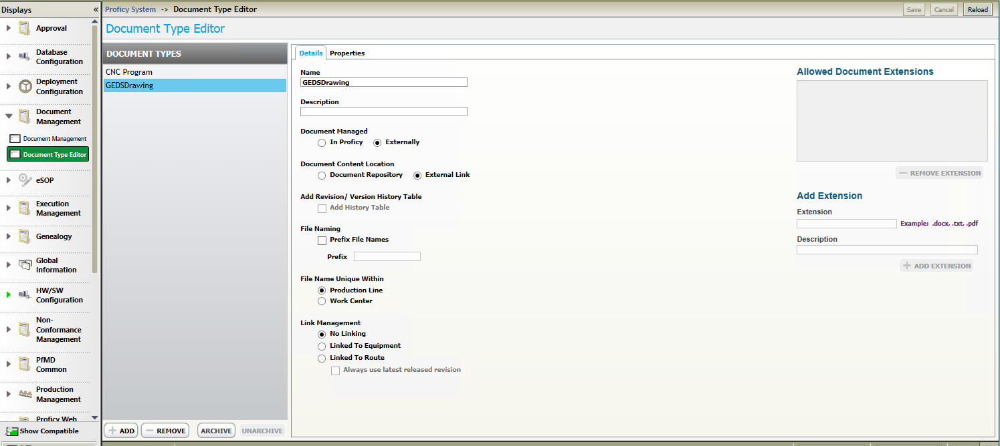 Displays
«
Proficy System -> Document Type Editor
Save
Cancel
Reload
Approval
Database
Configuration
Deployment
Configuration
Document
Management
Document Management
Document Type Editor
eSOP
Execution
Management
Genealogy
Global
Information
HW/SW
Configuration
Non-
Conformance
Management
PfMD
Common
Production
Management
Proficy Web
Show Compatible
Document Type Editor
DOCUMENT TYPES
CNC Program
GEDSDrawing
ADD
REMOVE
ARCHIVE
UNARCHIVE
Details
Properties
Name
GEDSDrawing
Description
Document Managed
In Proficy
Externally
Document Content Location
Document Repository
External Link
Add Revision/ Version History Table
Add History Table
File Naming
Prefix File Names
Prefix
File Name Unique Within
Production Line
Work Center
Link Management
No Linking
Linked To Equipment
Linked To Route
Always use latest released revision
Allowed Document Extensions
REMOVE EXTENSION
Add Extension
Extension
Example: .docx, .txt, .pdf
Description
ADD EXTENSION